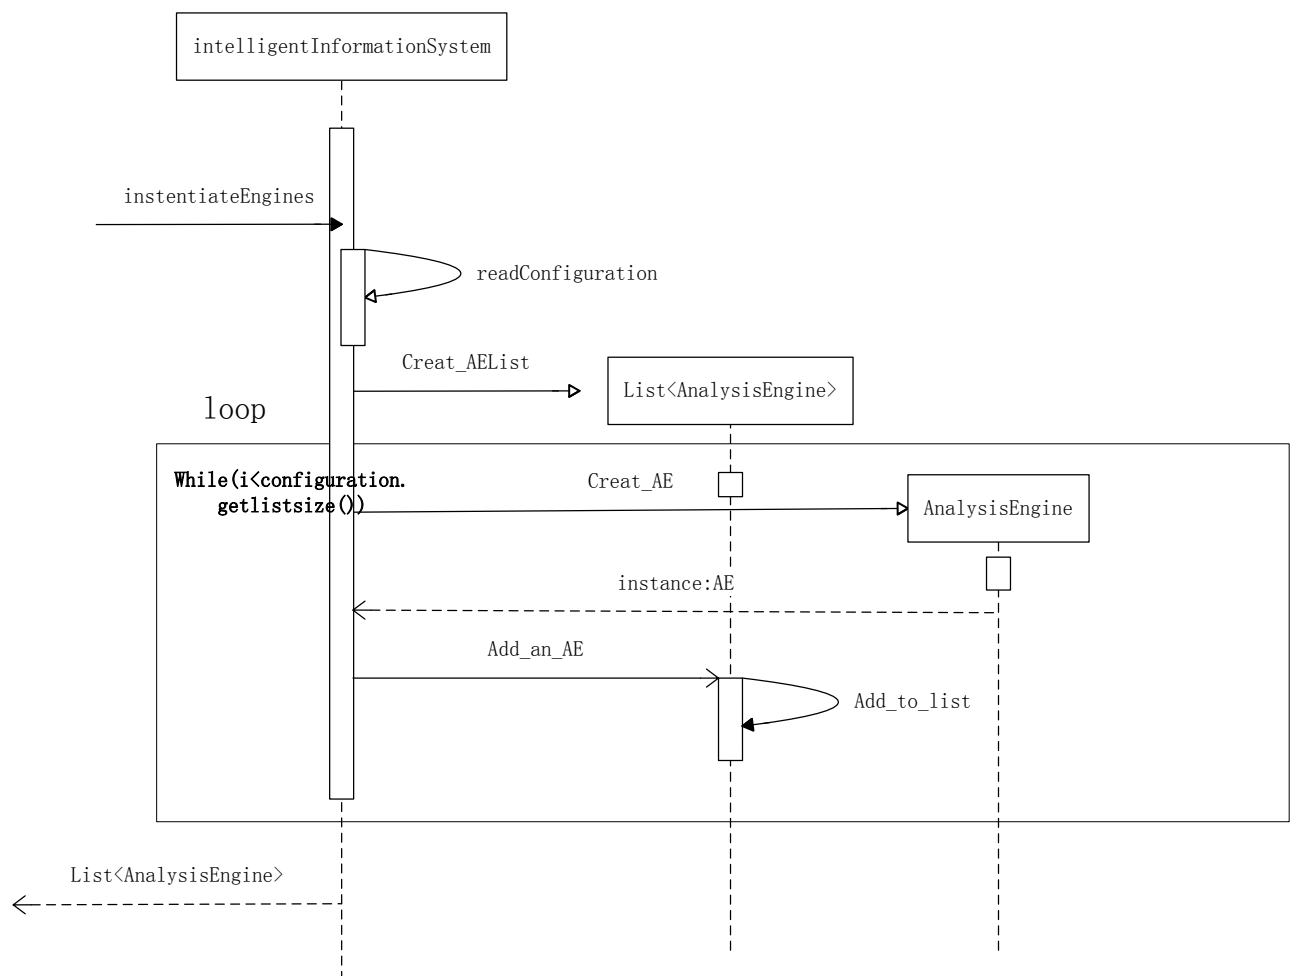 intelligentInformationSystem
instentiateEngines
readConfiguration
Creat_AEList
List<AnalysisEngine>
loop
While(i<configuration.
getlistsize())
Creat_AE
AnalysisEngine
instance:AE
Add_an_AE
Add_to_list
List<AnalysisEngine>